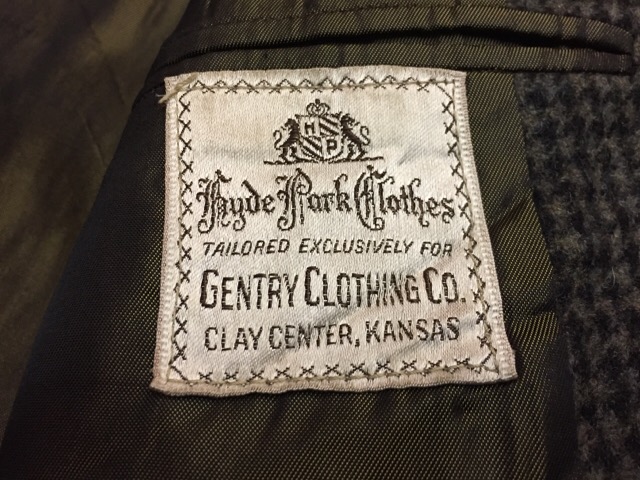 H
P
Hyde Park Clothes
TAILORED EXCLUSIVELY FOR
GENTRY CLOTHING CO.
CLAY CENTER, KANSAS